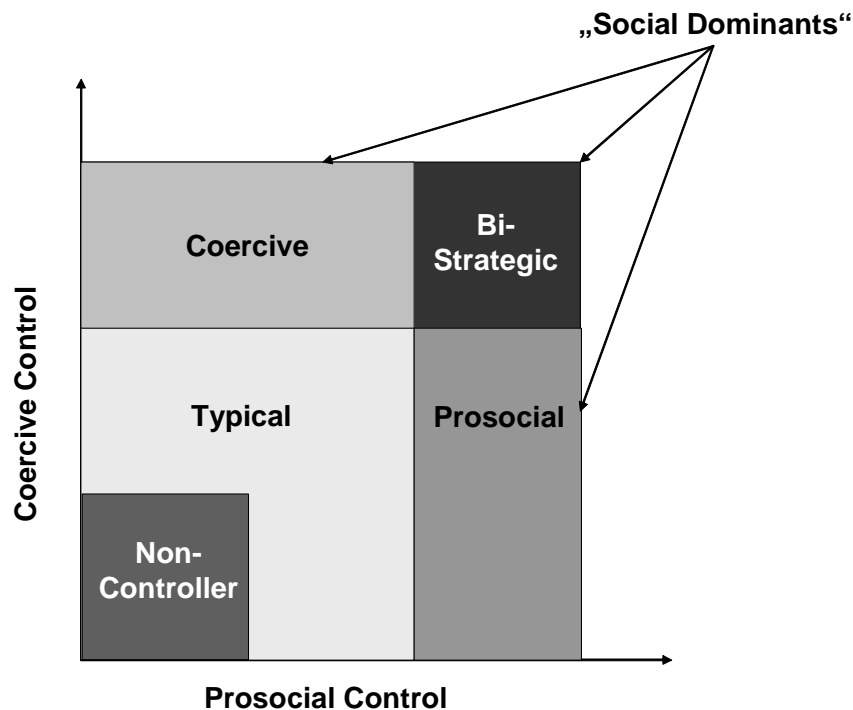 „Social Dominants“
Coercive
Bi-
Strategic
Typical
Prosocial
Non-
Controller
Coercive Control
Prosocial Control